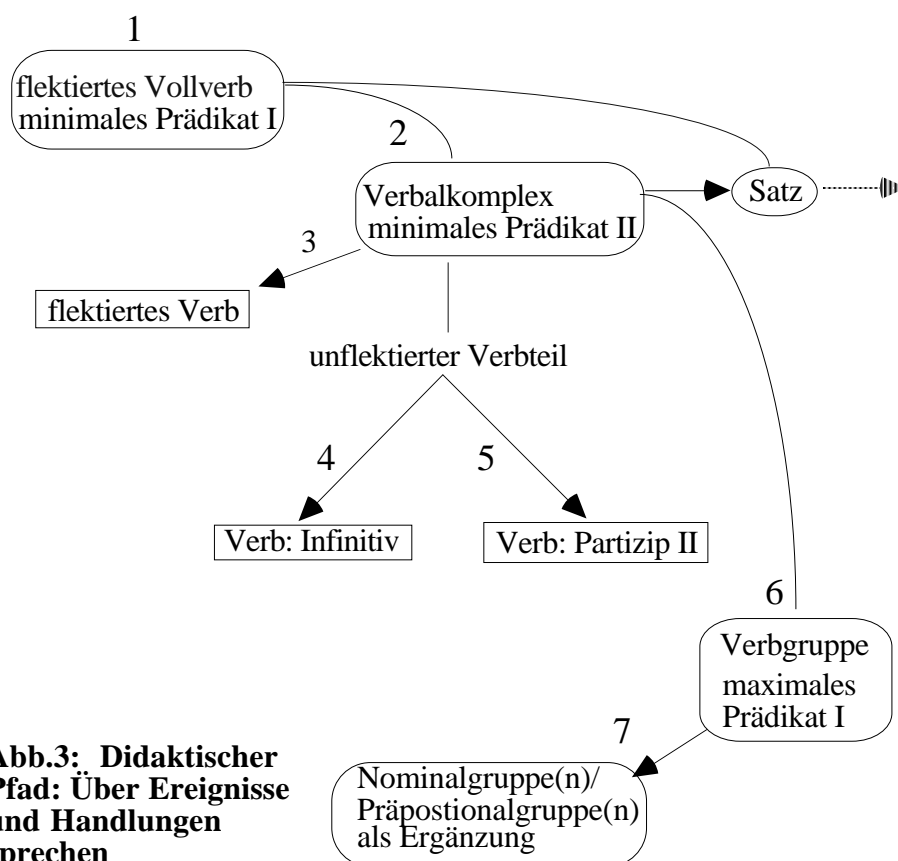 1
flektiertes Vollverb
minimales Prädikat I
2
Verbalkomplex
minimales Prädikat II
Satz
3
flektiertes Verb
unflektierter Verbteil
4
5
Verb: Infinitiv
Verb: Partizip II
6
Verbgruppe
maximales
Prädikat I
7
Nominalgruppe(n)/
Präpostionalgruppe(n)
als Ergänzung
Abb.3: Didaktischer
Pfad: Über Ereignisse
und Handlungen
sprechen